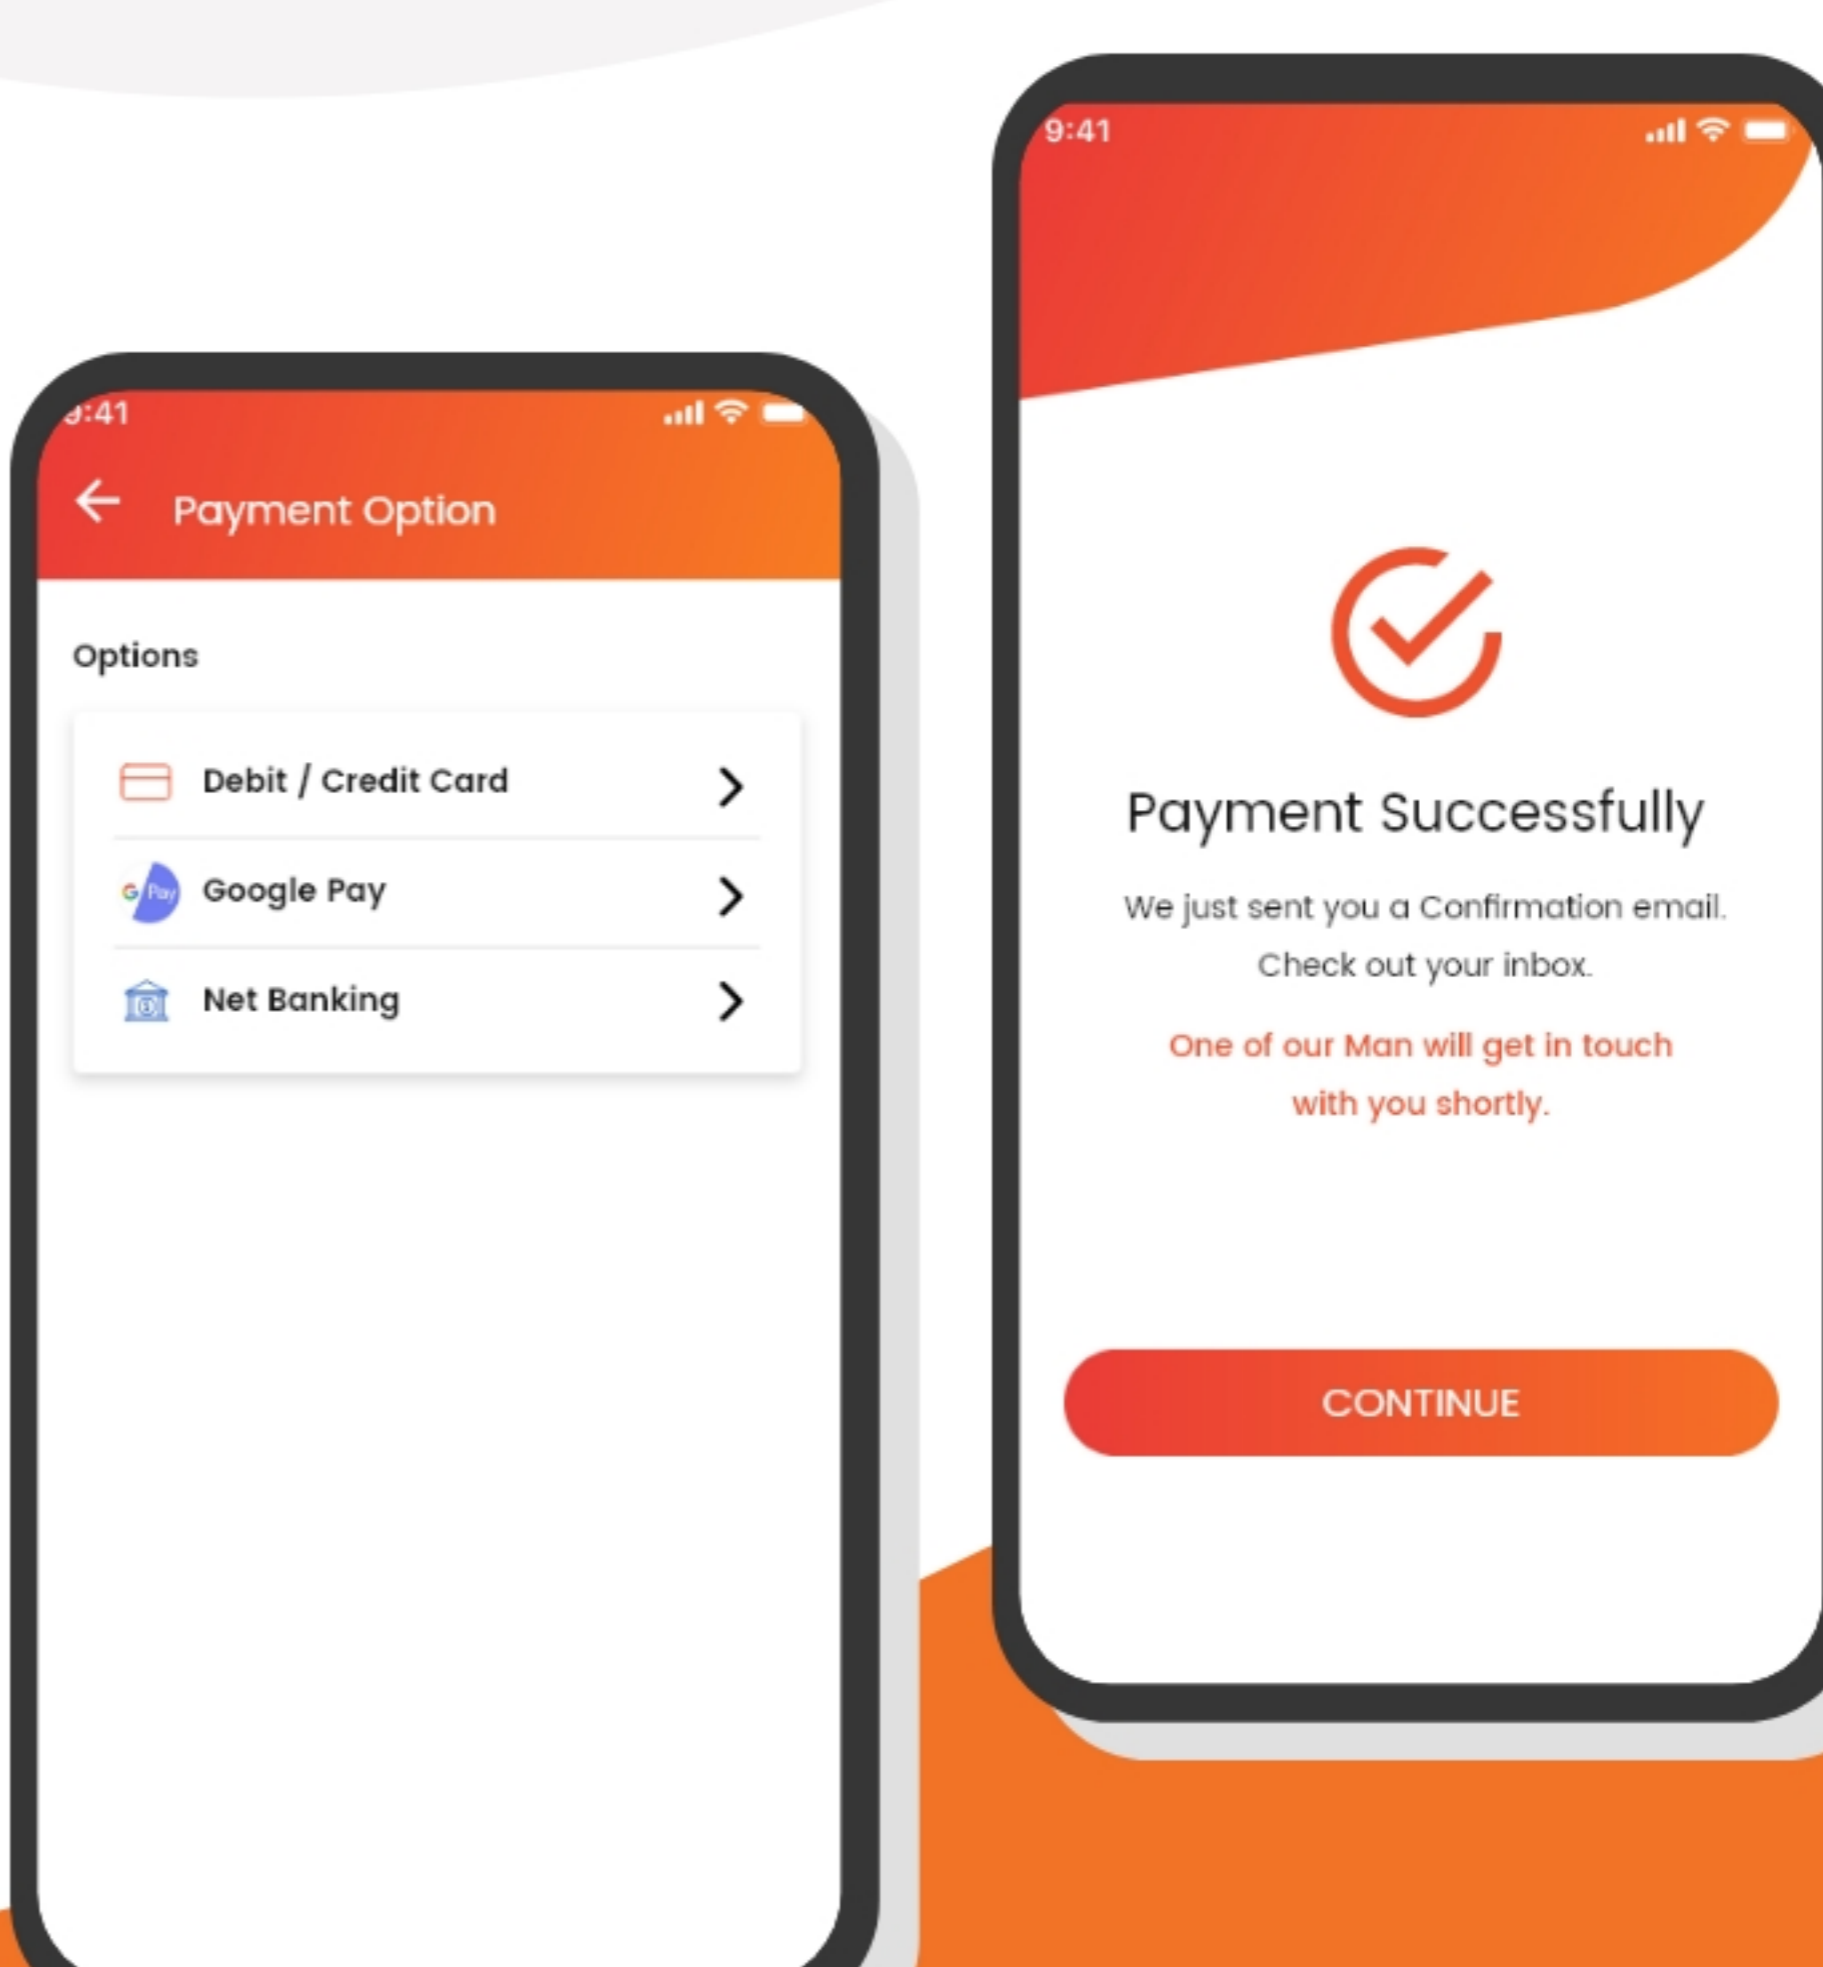 9:41
Payment Option
Options
Debit / Credit Card
G Pay
Google Pay
Net Banking
9:41
Payment Successfully
We just sent you a Confirmation email.
Check out your inbox.
One of our Man will get in touch
with you shortly.
CONTINUE